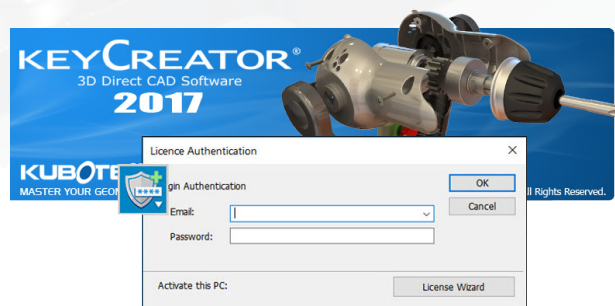 KEYCREATOR®
3D Direct CAD Software
2017
Licence Authentication
KUBOTE
MASTER YOUR GEO
gin Authentication
OK
ll Rights Reserved.
Email:
Cancel
Password:
Activate this PC:
License Wizard